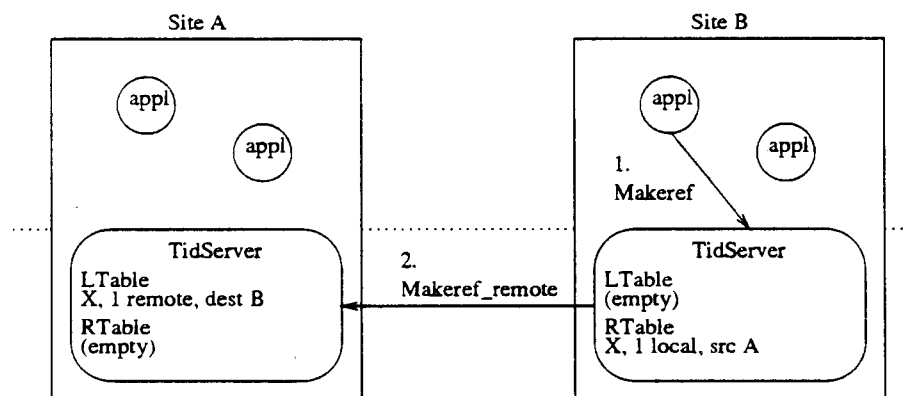 Site A
Site B
appl
appl
appl
appl
1.
Makeref
TidServer
LTable
X, 1 remote, dest B
RTable
(empty)
2.
Makeref_remote
TidServer
LTable
(empty)
RTable
X, 1 local, src A